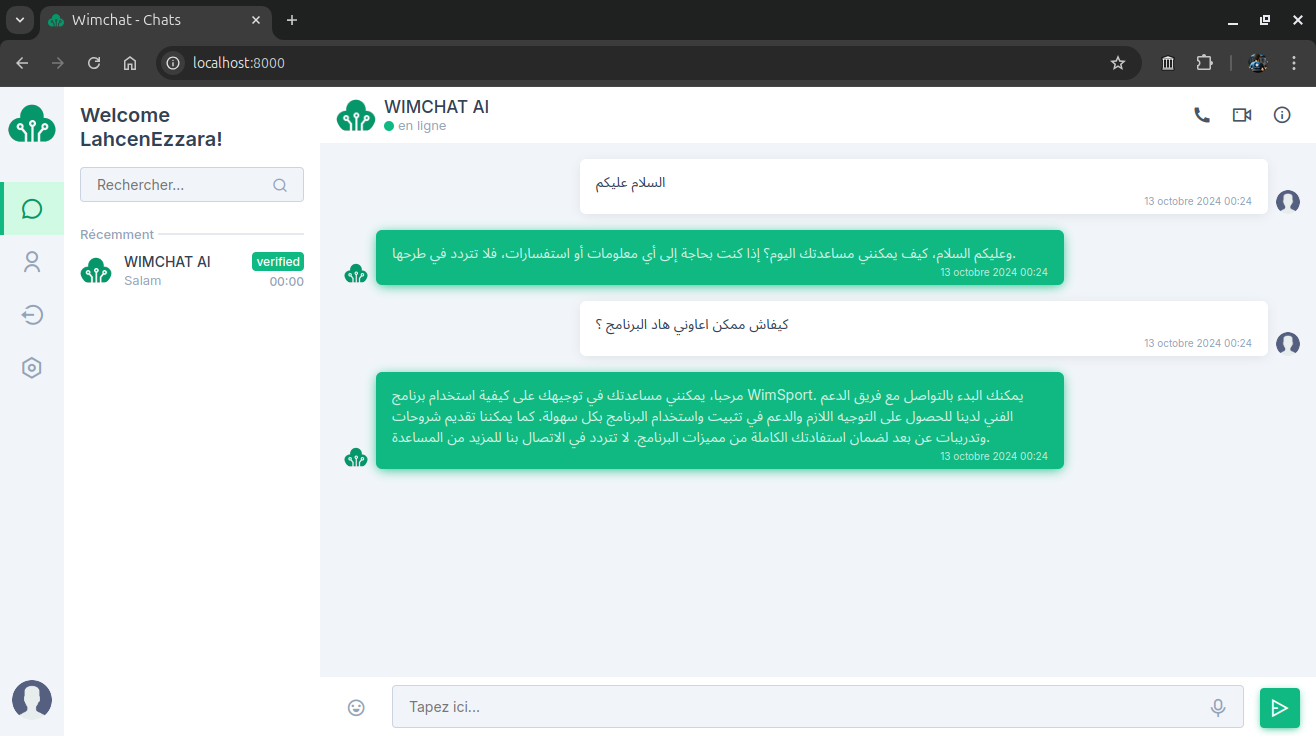 Wimchat - Chats
localhost:8000
Welcome
LahcenEzzara!
Rechercher...
Récemment
WIMCHAT AI
verified
Salam
00:00
WIMCHAT AI
en ligne
السلام عليكم
13 octobre 2024 00:24
وعليكم السلام، كيف يمكنني مساعدتك اليوم؟ إذا كنت بحاجة إلى أي معلومات أو استفسارات، فلا تتردد في طرحها.
13 octobre 2024 00:24
كيفاش ممكن اعاوني هاد البرنامج ؟
13 octobre 2024 00:24
مرحبا، يمكنني مساعدتك في توجيهك على كيفية استخدام برنامج WimSport. يمكنك البدء بالتواصل مع فريق الدعم
الفني لدينا للحصول على التوجيه اللازم والدعم في تثبيت واستخدام البرنامج بكل سهولة. كما يمكننا تقديم شروحات
وتدريبات عن بعد لضمان استفادتك الكاملة من مميزات البرنامج. لا تتردد في الاتصال بنا للمزيد من المساعدة.
13 octobre 2024 00:24
Tapez ici...